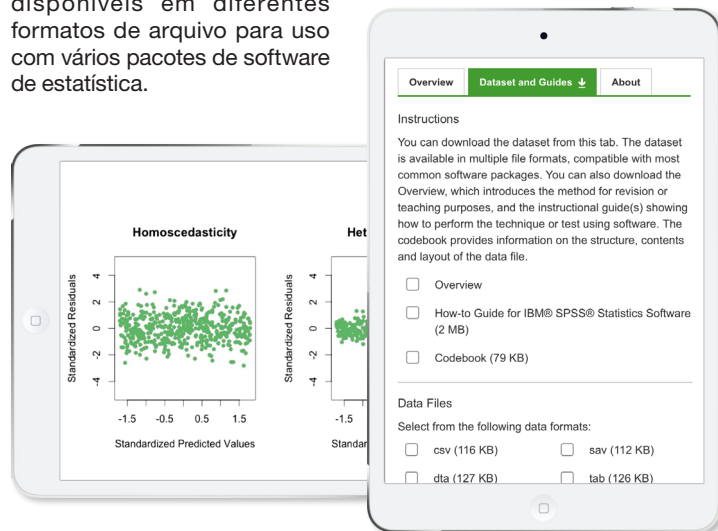 disponíveis em diferentes
formatos de arquivo para uso
com vários pacotes de software
de estatística.
Homoscedasticity
Standardized Residuals
4
2
0
-2
-4
-1.5 -0.5 0.5 1.5
Standardized Predicted Values
Het
Standardized Residuals
4
2
0
-2
-4
-1.5
Standar
Overview Dataset and Guides About
Instructions
You can download the dataset from this tab. The dataset
is available in multiple file formats, compatible with most
common software packages. You can also download the
Overview, which introduces the method for revision or
teaching purposes, and the instructional guide(s) showing
how to perform the technique or test using software. The
codebook provides information on the structure, contents
and layout of the data file.
Overview
How-to Guide for IBM® SPSS® Statistics Software
(2 MB)
Codebook (79 KB)
Data Files
Select from the following data formats:
csv (116 KB) sav (112 KB)
dta (127 KB) tab (126 KB)